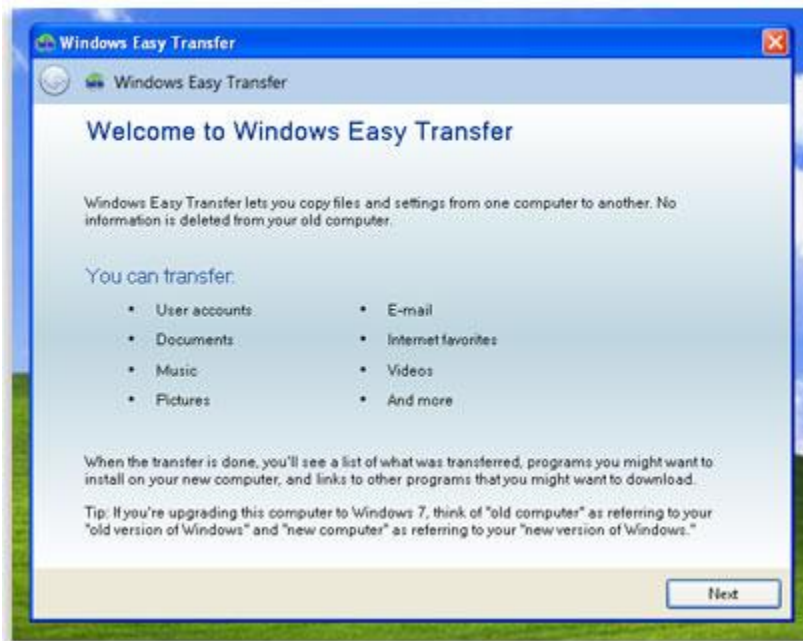 Windows Easy Transfer
Windows Easy Transfer
Welcome to Windows Easy Transfer
Windows Easy Transfer lets you copy files and settings from one computer to another. No
information is deleted from your old computer.
You can transfer:
• User accounts
• Documents
• Music
• Pictures
• E-mail
• Internet favorites
• Videos
• And more
When the transfer is done, you'll see a list of what was transferred, programs you might want to
install on your new computer, and links to other programs that you might want to download.
Tip: If you're upgrading this computer to Windows 7, think of "old computer" as referring to your
"old version of Windows" and "new computer" as referring to your "new version of Windows."
Next